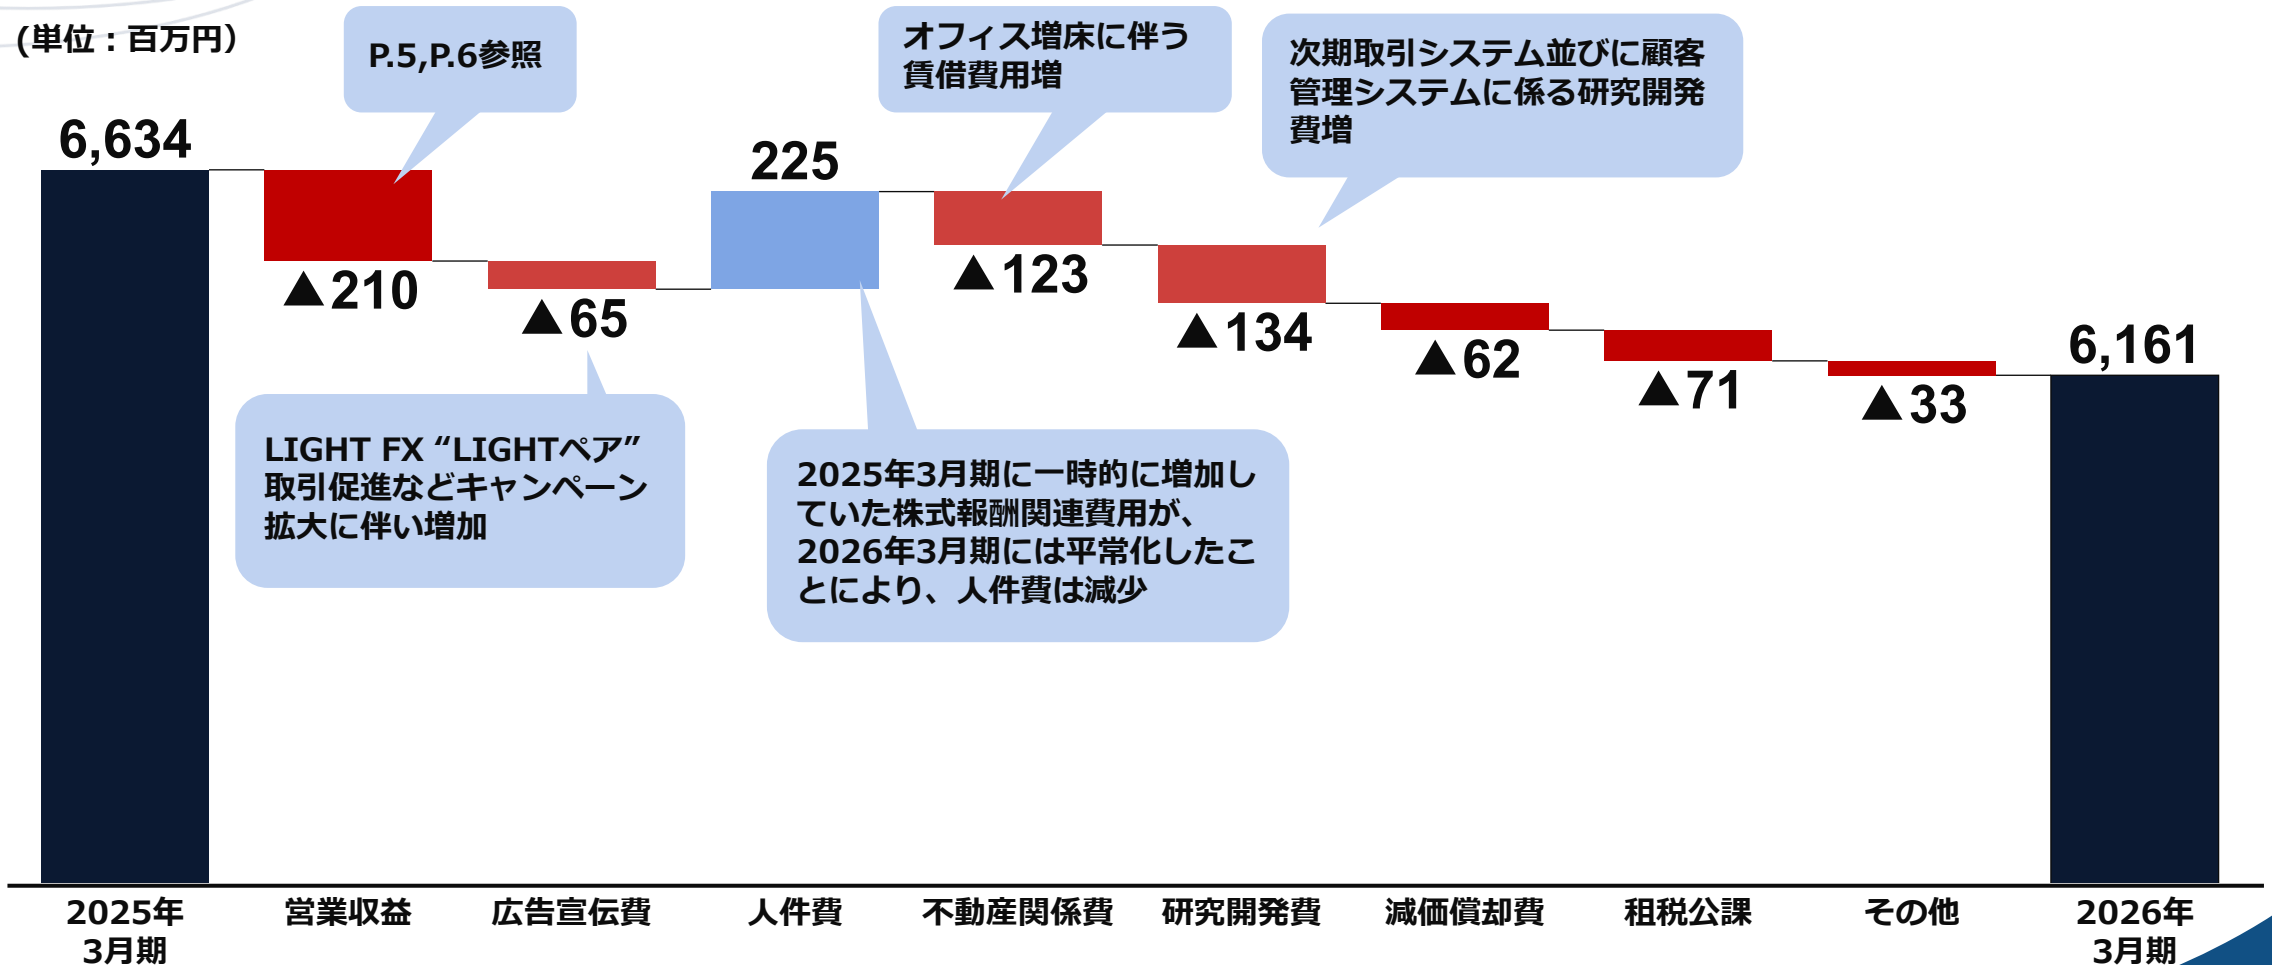 (単位：百万円）
P.5,P.6参照
オフィス増床に伴う
賃借費用増
次期取引システム並びに顧客
管理システムに係る研究開発
費増
6,634
▲210
▲65
225
▲123
▲134
▲62
▲71
▲33
6,161
LIGHT FX “LIGHTペア”
取引促進などキャンペーン
拡大に伴い増加
2025年3月期に一時的に増加し
ていた株式報酬関連費用が、
2026年3月期には平常化したこ
とにより、人件費は減少
2025年
3月期
営業収益
広告宣伝費
人件費
不動産関係費
研究開発費
減価償却費
租税公課
その他
2026年
3月期